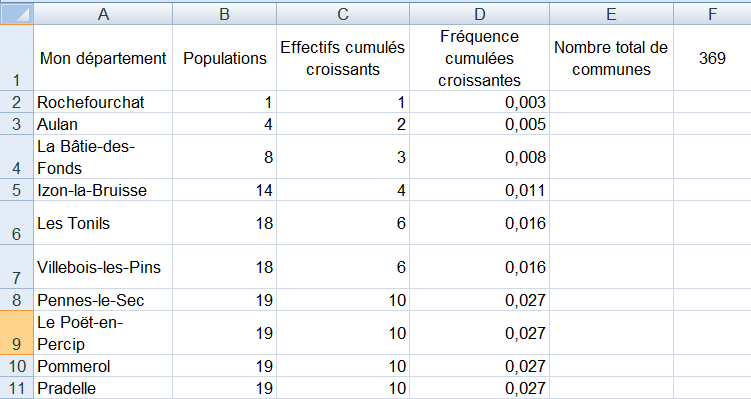 A B C D E F
1 Mon département Populations Effectifs cumulés croissants Fréquence cumulées croissantes Nombre total de communes 369
2 Rochefourchat 1 1 0,003
3 Aulan 4 2 0,005
4 La Bâtie-des-Fonds 8 3 0,008
5 Izon-la-Bruisse 14 4 0,011
6 Les Tonils 18 6 0,016
7 Villebois-les-Pins 18 6 0,016
8 Pennes-le-Sec 19 10 0,027
9 Le Poët-en-Percip 19 10 0,027
10 Pommerol 19 10 0,027
11 Pradelle 19 10 0,027